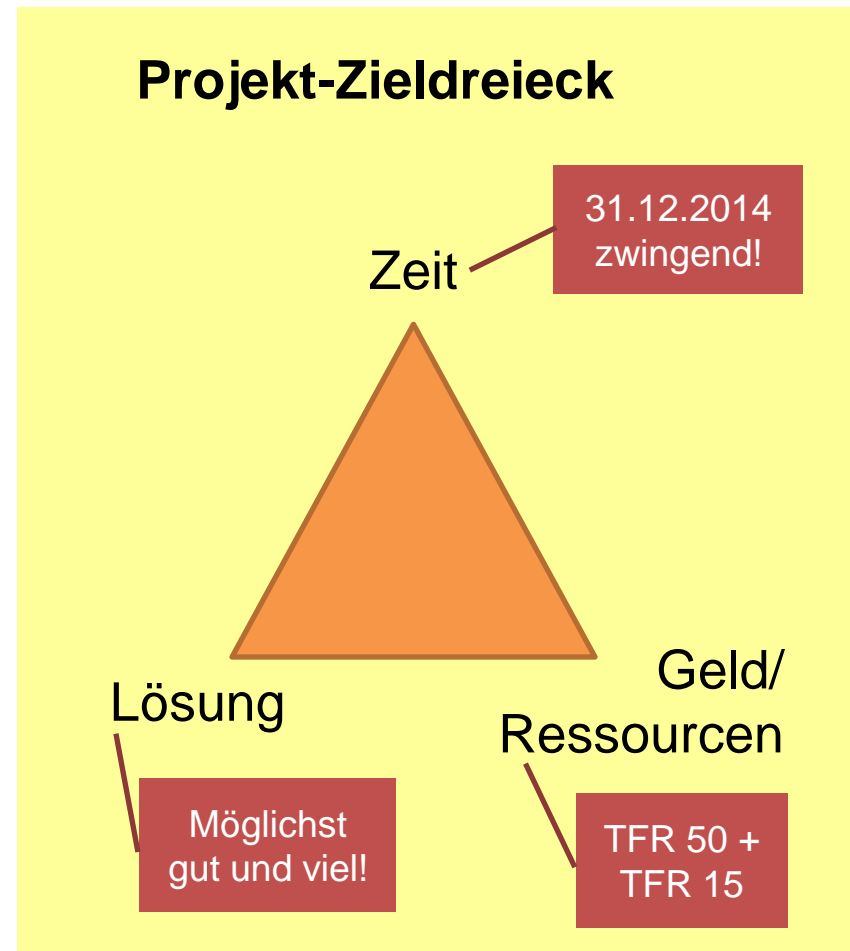 Projekt-Zieldreieck
31.12.2014
zwingend!
Zeit
Geld/
Ressourcen
Lösung
Möglichst
gut und viel!
TFR 50 +
TFR 15